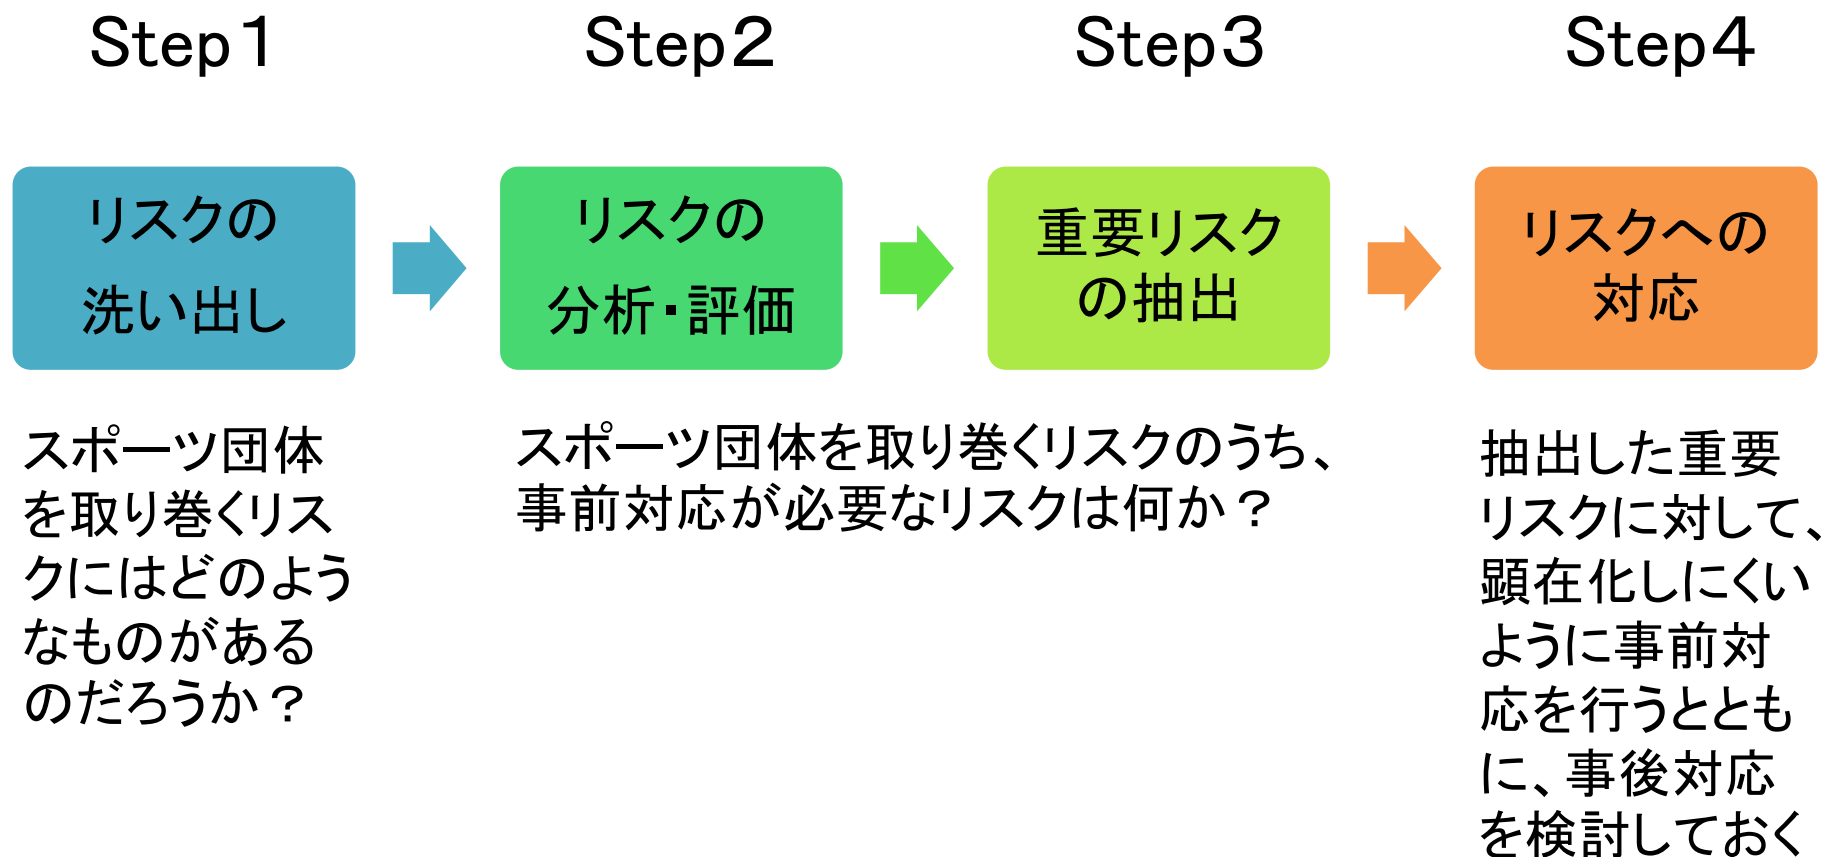 Step１
Step２
Step３
Step４
リスクの
洗い出し
リスクの
分析・評価
重要リスク
の抽出
リスクへの
対応
スポーツ団体
を取り巻くリス
クにはどのよう
なものがある
のだろうか？
スポーツ団体を取り巻くリスクのうち、
事前対応が必要なリスクは何か？
抽出した重要
リスクに対して、
顕在化しにくい
ように事前対
応を行うととも
に、事後対応
を検討しておく